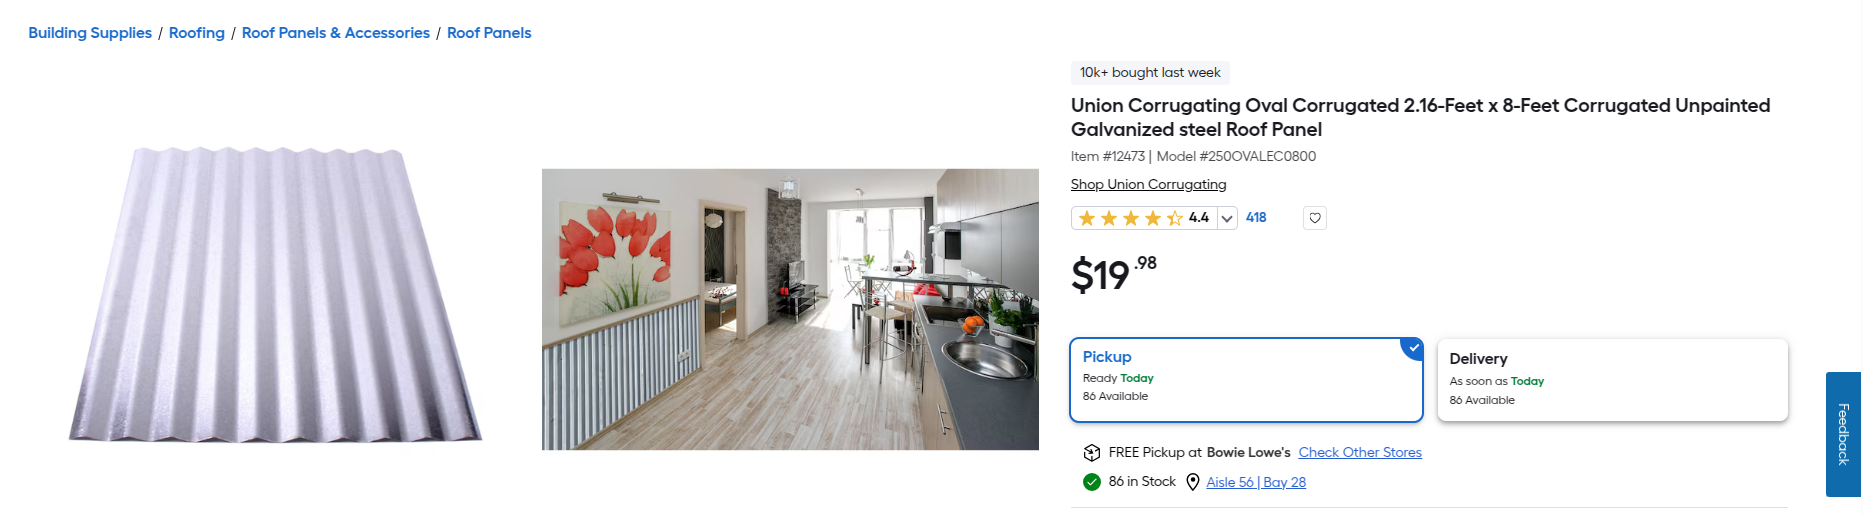 Building Supplies / Roofing / Roof Panels & Accessories / Roof Panels
10k+ bought last week
Union Corrugating Oval Corrugated 2.16-Feet x 8-Feet Corrugated Unpainted
Galvanized steel Roof Panel
Item #12473 | Model #250OVALEC0800
Shop Union Corrugating
4.4 418
$19.98
Pickup
Ready Today
86 Available
Delivery
As soon as Today
86 Available
FREE Pickup at Bowie Lowe's Check Other Stores
86 in Stock Aisle 56 | Bay 28
Feedback